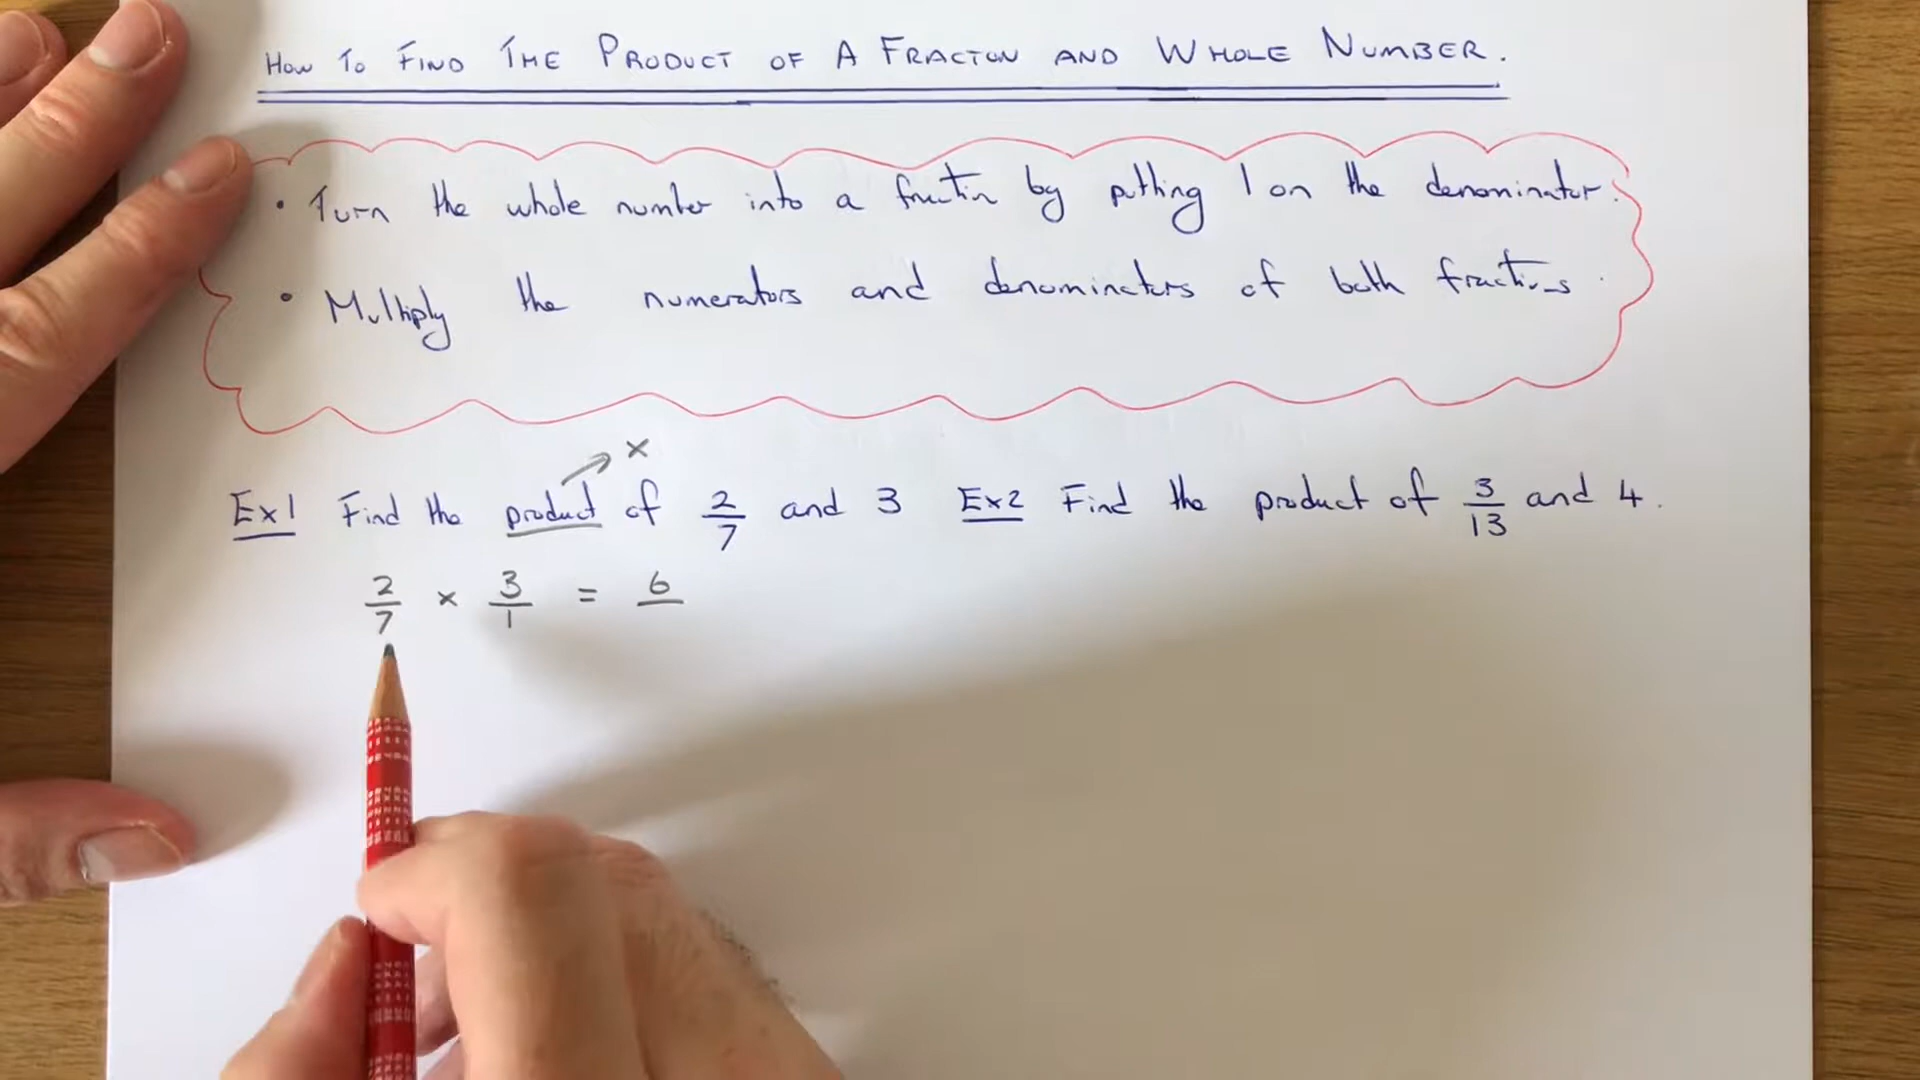 HOW TO FIND THE PRODUCT OF A FRACTON AND WHOLE NUMBER.
• Turn the whole number into a fraction by putting 1 on the denominator.
• Multiply the numerators and denominators of both fractions.
×
Ex1 Find the product of 2/7 and 3 Ex2 Find the product of 3/13 and 4.
2/7 × 3/1 = 6/